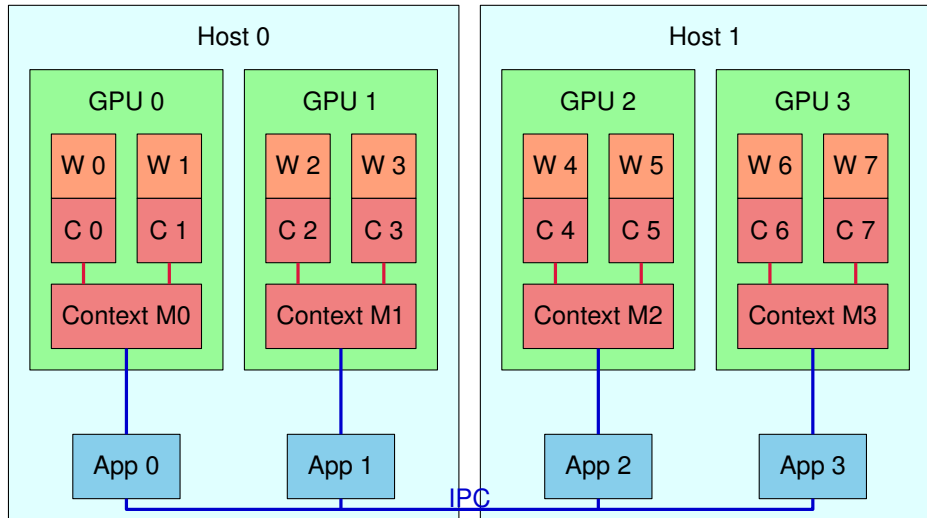 Host 0
Host 1
GPU 0
GPU 1
GPU 2
GPU 3
W 0
W 1
W 2
W 3
W 4
W 5
W 6
W 7
C 0
C 1
C 2
C 3
C 4
C 5
C 6
C 7
Context M0
Context M1
Context M2
Context M3
App 0
App 1
App 2
App 3
IPC